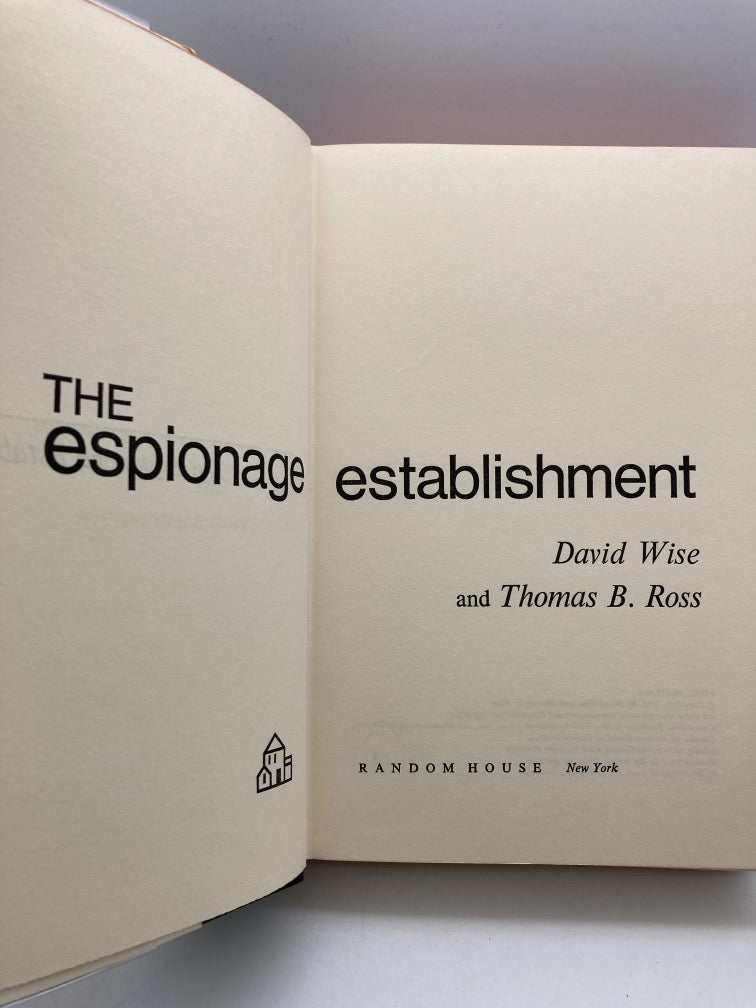 THE
espionage establishment
David Wise
and Thomas B. Ross
RANDOM HOUSE New York